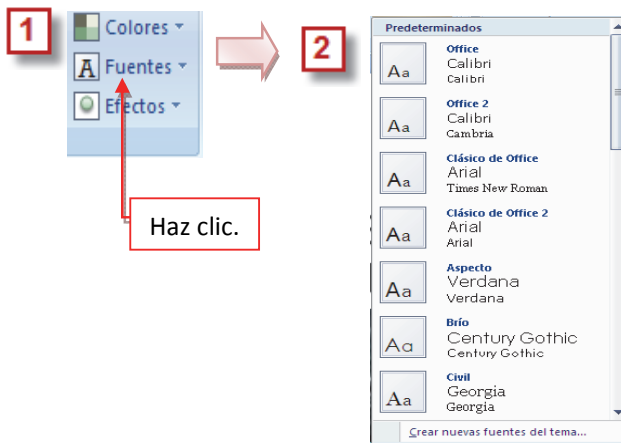 1
Colores
A Fuentes
Efectos
Haz clic.
2
Predeterminados
Aa
Office
Calibri
Calibri
Aa
Office 2
Calibri
Cambria
Aa
Clásico de Office
Arial
Times New Roman
Aa
Clásico de Office 2
Arial
Arial
Aa
Aspecto
Verdana
Verdana
Aa
Brío
Century Gothic
Century Gothic
Aa
Civil
Georgia
Georgia
Crear nuevas fuentes del tema...